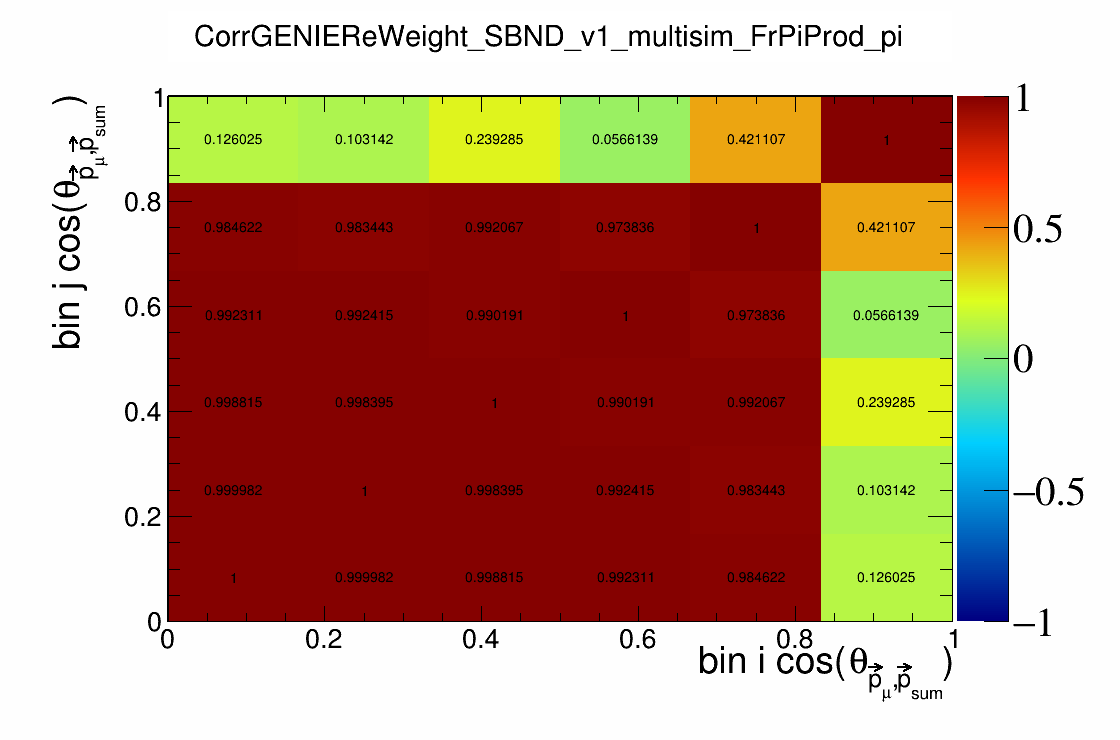 CorrGENIEReWeight_SBND_v1_multisim_FrPiProd_pi
bin j cos(θ p⃗μ,p⃗sum)
1
0.8
0.6
0.4
0.2
0
0.126025 0.103142 0.239285 0.0566139 0.421107 1
0.984622 0.983443 0.992067 0.973836 1 0.421107
0.992311 0.992415 0.990191 1 0.973836 0.0566139
0.998815 0.998395 1 0.990191 0.992067 0.239285
0.999982 1 0.998395 0.992415 0.983443 0.103142
1 0.999982 0.998815 0.992311 0.984622 0.126025
0 0.2 0.4 0.6 0.8 1
bin i cos(θ p⃗μ,p⃗sum)
1
0.5
0
−0.5
−1